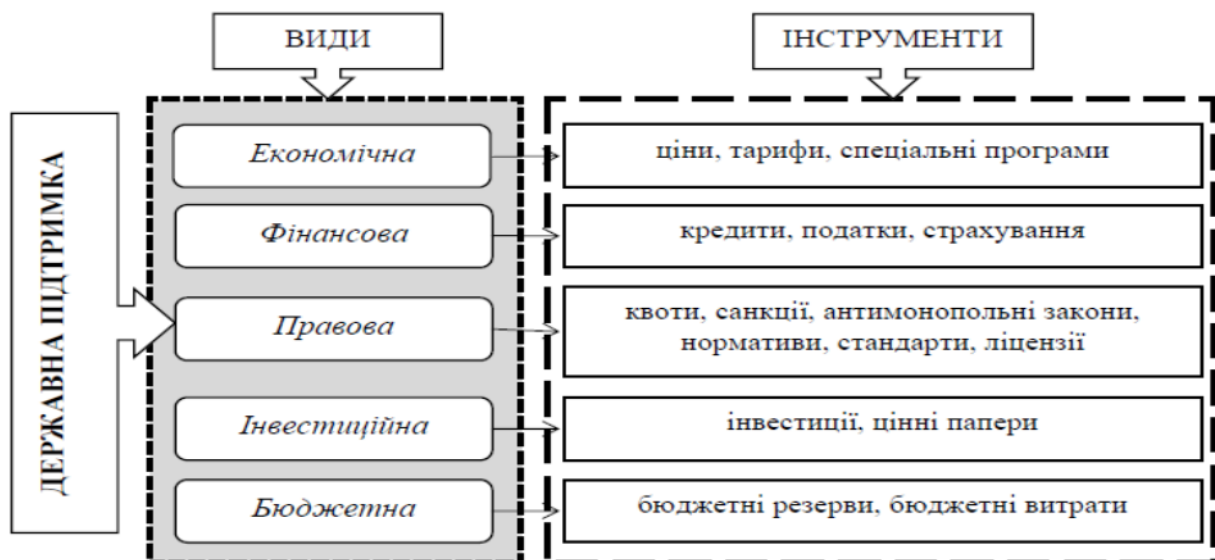 ВИДИ
ІНСТРУМЕНТИ
ДЕРЖАВНА ПІДТРИМКА
Економічна
ціни, тарифи, спеціальні програми
Фінансова
кредити, податки, страхування
Правова
квоти, санкції, антимонопольні закони,
нормативи, стандарти, ліцензії
Інвестиційна
інвестиції, цінні папери
Бюджетна
бюджетні резерви, бюджетні витрати